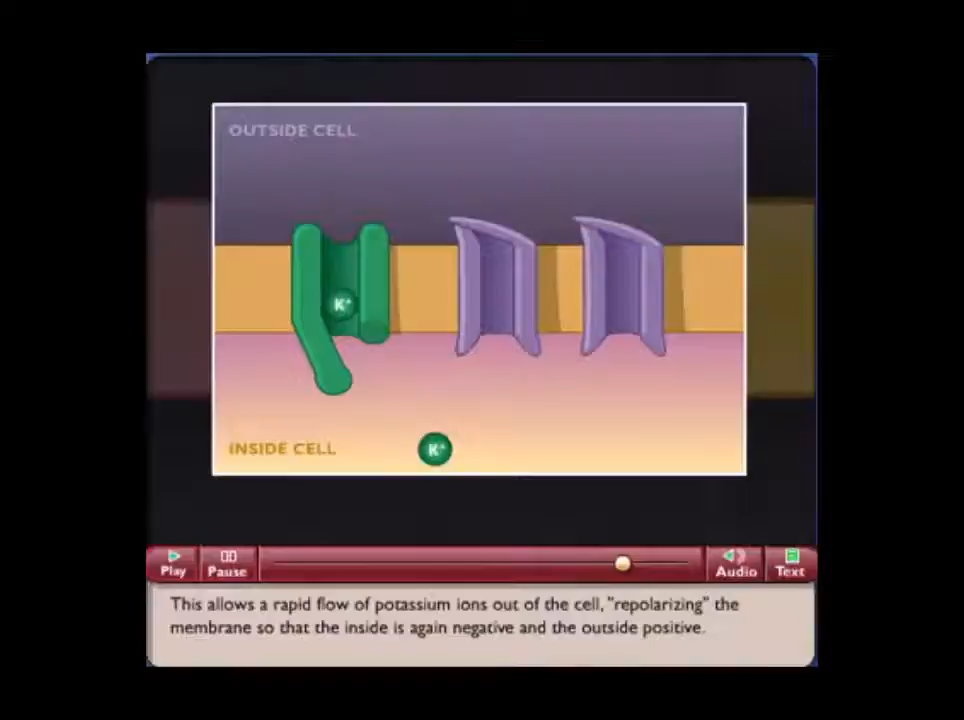 OUTSIDE CELL
K⁺
INSIDE CELL
K⁺
Play
Pause
Audio
Text
This allows a rapid flow of potassium ions out of the cell, "repolarizing" the
membrane so that the inside is again negative and the outside positive.